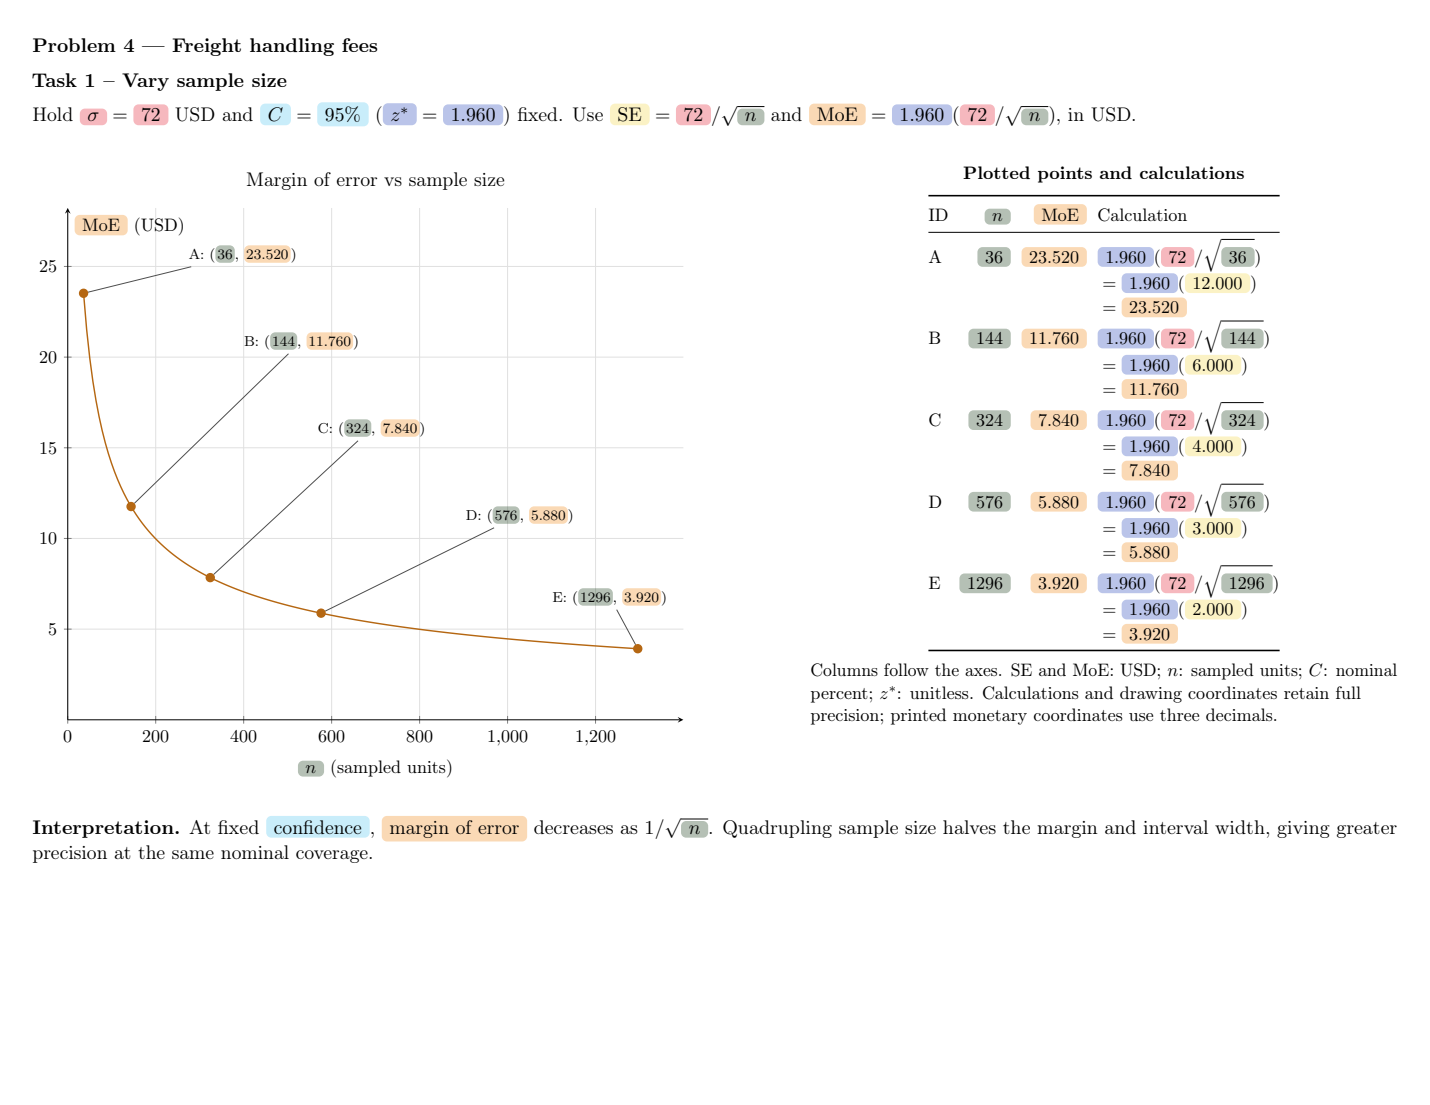 Problem 4 — Freight handling fees
Task 1 – Vary sample size
Hold σ = 72 USD and C = 95% (z* = 1.960) fixed. Use SE = 72/√n and MoE = 1.960(72/√n), in USD.
Margin of error vs sample size
MoE (USD)
A: (36, 23.520)
25
B: (144, 11.760)
20
C: (324, 7.840)
15
D: (576, 5.880)
10
E: (1296, 3.920)
5
0 200 400 600 800 1,000 1,200
n (sampled units)
Plotted points and calculations
ID n MoE Calculation
A 36 23.520 1.960(72/√36)
= 1.960(12.000)
= 23.520
B 144 11.760 1.960(72/√144)
= 1.960(6.000)
= 11.760
C 324 7.840 1.960(72/√324)
= 1.960(4.000)
= 7.840
D 576 5.880 1.960(72/√576)
= 1.960(3.000)
= 5.880
E 1296 3.920 1.960(72/√1296)
= 1.960(2.000)
= 3.920
Columns follow the axes. SE and MoE: USD; n: sampled units; C: nominal
percent; z*: unitless. Calculations and drawing coordinates retain full
precision; printed monetary coordinates use three decimals.
Interpretation. At fixed confidence, margin of error decreases as 1/√n. Quadrupling sample size halves the margin and interval width, giving greater
precision at the same nominal coverage.